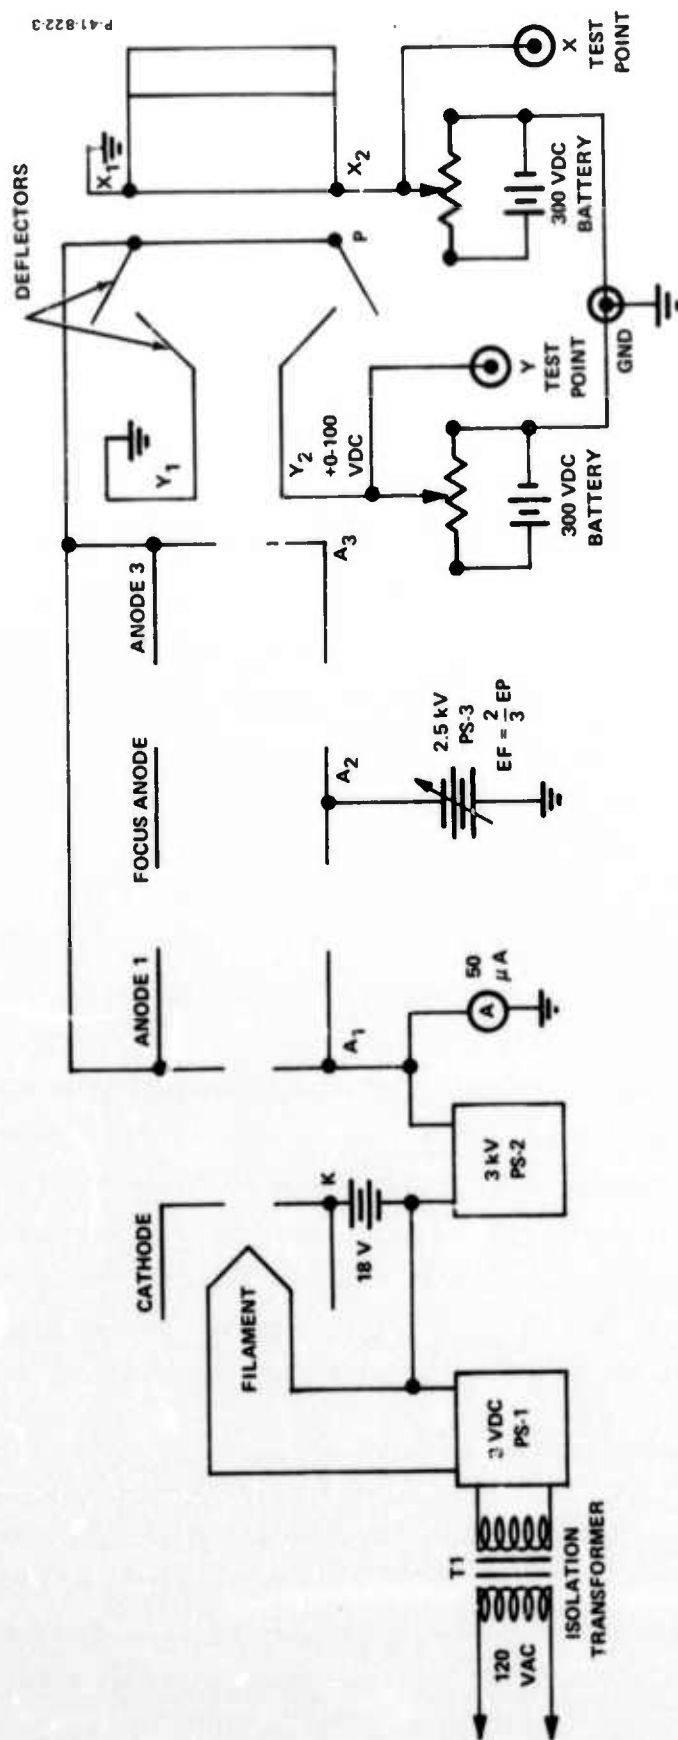 P-41-822-3
DEFLECTORS
X1
X2
P
X
TEST
POINT
300 VDC
BATTERY
GND
Y1
Y2
+0-100
VDC
Y
TEST
POINT
300 VDC
BATTERY
ANODE 3
A3
FOCUS ANODE
A2
2.5 kV
PS-3
EF = 2/3 EP
ANODE 1
A1
50
μA
A
3 kV
PS-2
CATHODE
K
18 V
FILAMENT
3 VDC
PS-1
T1
120
VAC
ISOLATION
TRANSFORMER